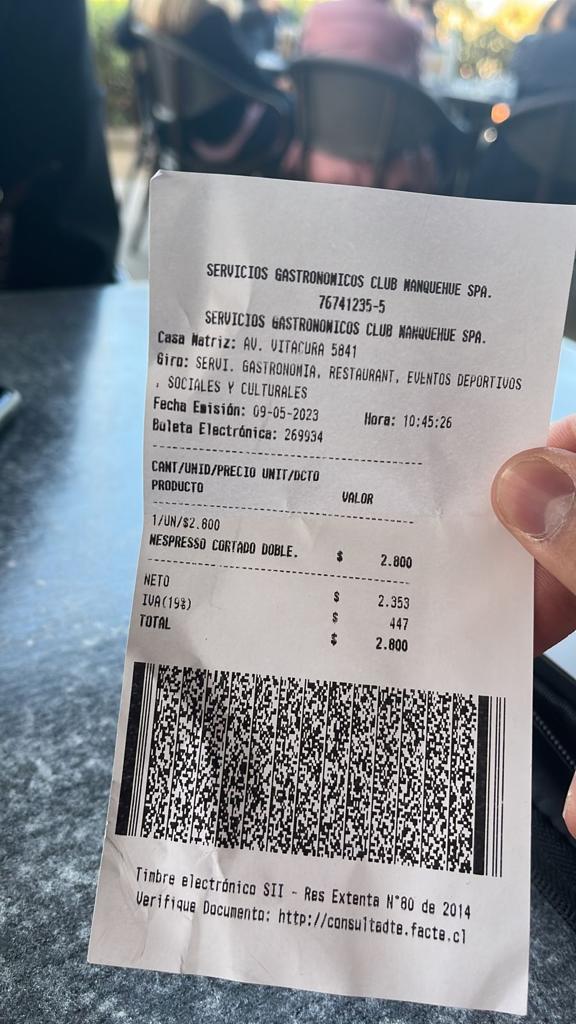 SERVICIOS GASTRONOMICOS CLUB MANQUEHUE SPA.
76741235-5
SERVICIOS GASTRONOMICOS CLUB MANQUEHUE SPA.
Casa Matriz: AV. VITACURA 5841
Giro: SERVI. GASTRONOMIA, RESTAURANT, EVENTOS DEPORTIVOS
, SOCIALES Y CULTURALES
Fecha Emisión: 09-05-2023 Hora: 10:45:26
Boleta Electrónica: 269934
CANT/UNID/PRECIO UNIT/DCTO
PRODUCTO VALOR
1/UN/$2.800
NESPRESSO CORTADO DOBLE. $ 2.800
NETO $ 2.353
IVA(19%) $ 447
TOTAL $ 2.800
Timbre electrónico SII - Res Extenta N°80 de 2014
Verifique Documento: http://consultadte.facte.cl